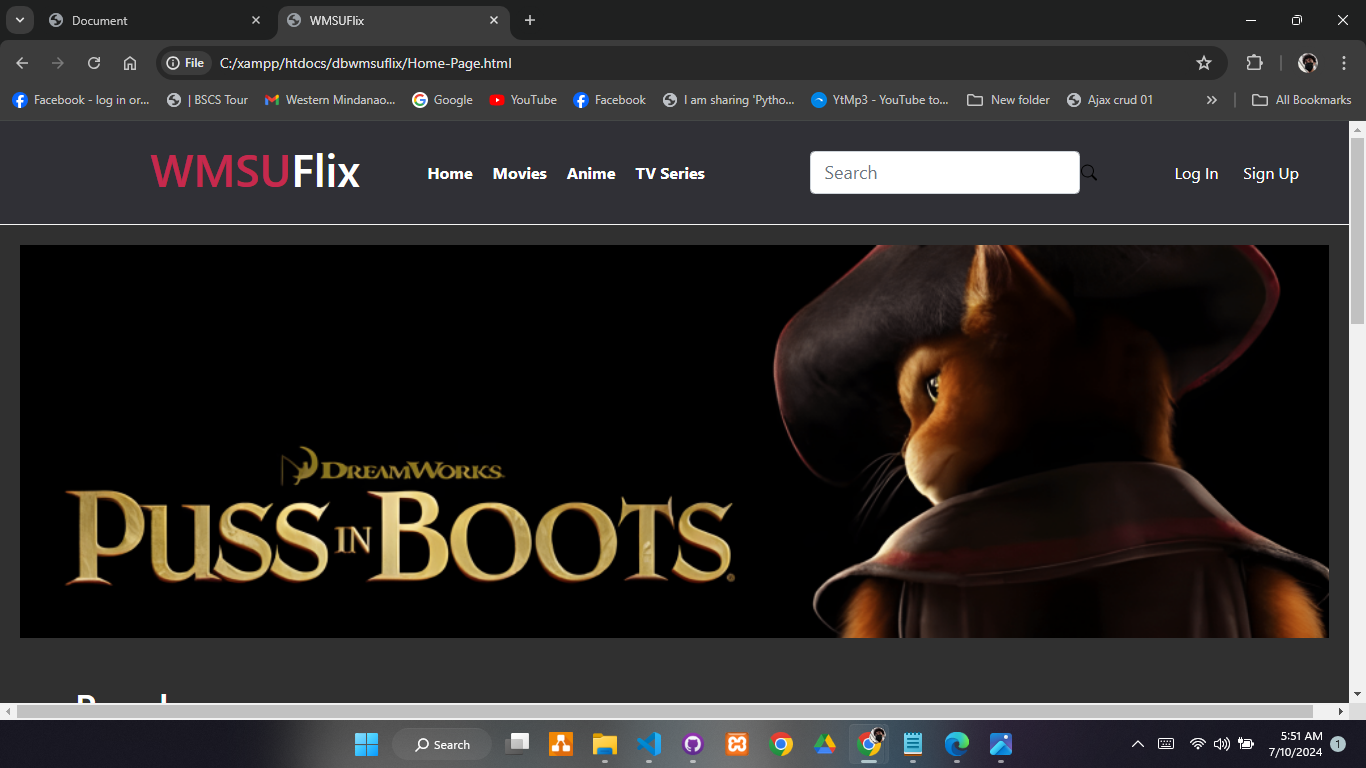 Document
WMSUFlix
File
C:/xampp/htdocs/dbwmsuflix/Home-Page.html
Facebook - log in or...
| BSCS Tour
Western Mindanao...
Google
YouTube
Facebook
I am sharing 'Pytho...
YtMp3 - YouTube to...
New folder
Ajax crud 01
All Bookmarks
WMSUFlix
Home
Movies
Anime
TV Series
Search
Log In
Sign Up
DREAMWORKS
PUSS IN BOOTS
Search
5:51 AM
7/10/2024
1